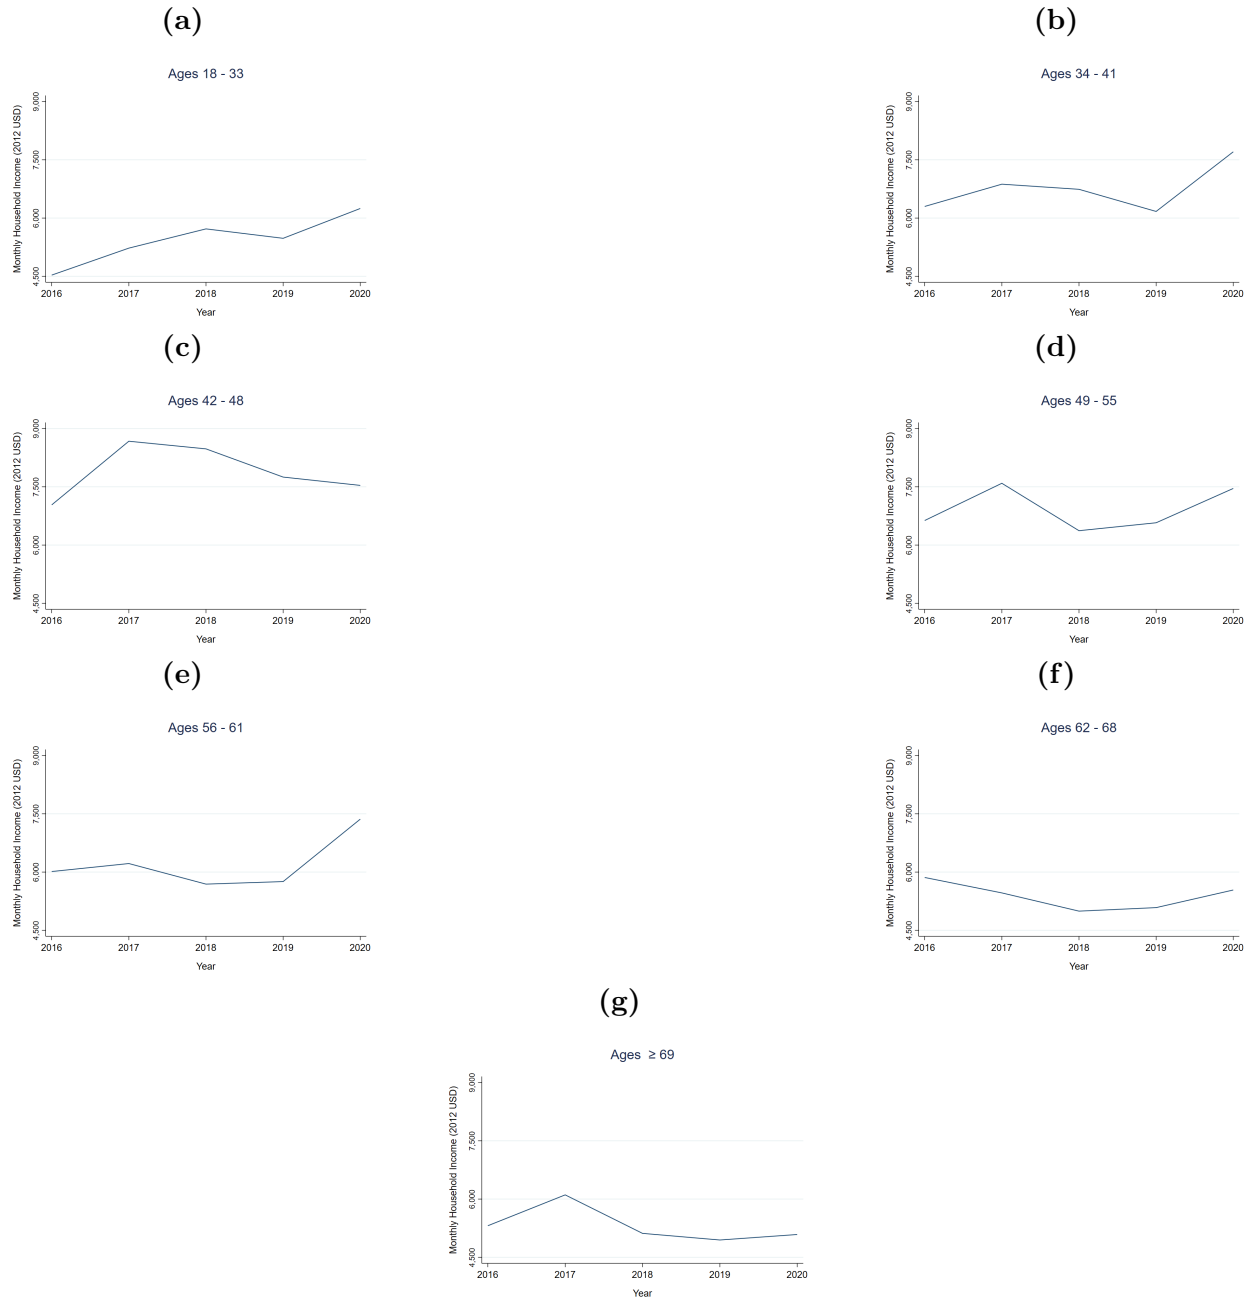 (a)
Ages 18 - 33
Monthly Household Income (2012 USD)
9,000
7,500
6,000
4,500
2016 2017 2018 2019 2020
Year
(b)
Ages 34 - 41
Monthly Household Income (2012 USD)
9,000
7,500
6,000
4,500
2016 2017 2018 2019 2020
Year
(c)
Ages 42 - 48
Monthly Household Income (2012 USD)
9,000
7,500
6,000
4,500
2016 2017 2018 2019 2020
Year
(d)
Ages 49 - 55
Monthly Household Income (2012 USD)
9,000
7,500
6,000
4,500
2016 2017 2018 2019 2020
Year
(e)
Ages 56 - 61
Monthly Household Income (2012 USD)
9,000
7,500
6,000
4,500
2016 2017 2018 2019 2020
Year
(f)
Ages 62 - 68
Monthly Household Income (2012 USD)
9,000
7,500
6,000
4,500
2016 2017 2018 2019 2020
Year
(g)
Ages ≥ 69
Monthly Household Income (2012 USD)
9,000
7,500
6,000
4,500
2016 2017 2018 2019 2020
Year